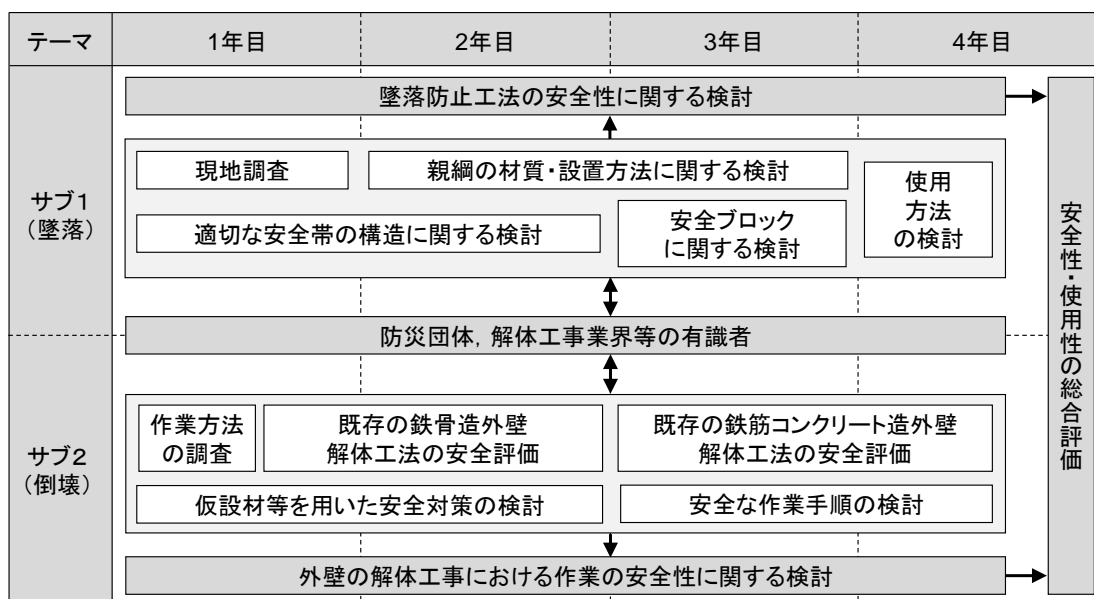 テーマ
1年目
2年目
3年目
4年目
墜落防止工法の安全性に関する検討
サブ1
(墜落)
現地調査
親綱の材質・設置方法に関する検討
使用
方法
の検討
適切な安全帯の構造に関する検討
安全ブロック
に関する検討
防災団体, 解体工事業界等の有識者
サブ2
(倒壊)
作業方法
の調査
既存の鉄骨造外壁
解体工法の安全評価
既存の鉄筋コンクリート造外壁
解体工法の安全評価
仮設材等を用いた安全対策の検討
安全な作業手順の検討
外壁の解体工事における作業の安全性に関する検討
安全性・使用性の総合評価